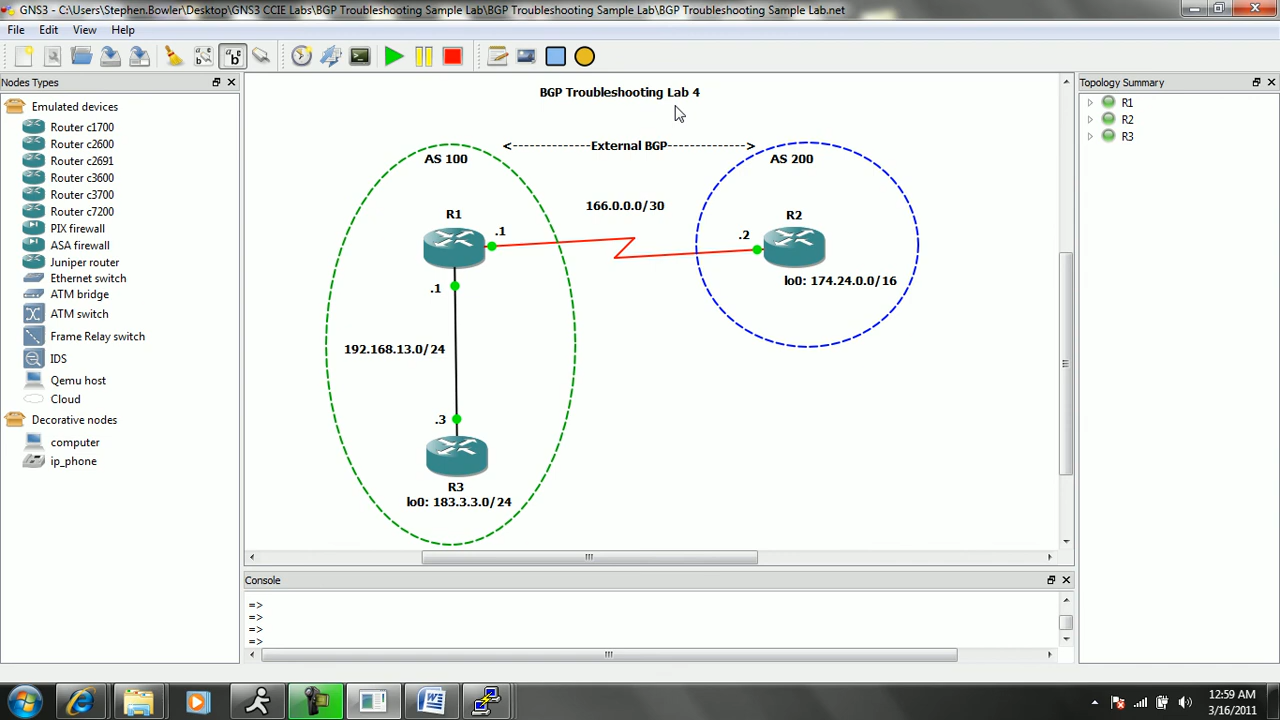 GNS3 - C:\Users\Stephen.Bowler\Desktop\GNS3 CCIE Labs\BGP Troubleshooting Sample Lab\BGP Troubleshooting Sample Lab\BGP Troubleshooting Sample Lab.net
File Edit View Help
Nodes Types
Emulated devices
Router c1700
Router c2600
Router c2691
Router c3600
Router c3700
Router c7200
PIX firewall
ASA firewall
Juniper router
Ethernet switch
ATM bridge
ATM switch
Frame Relay switch
IDS
Qemu host
Cloud
Decorative nodes
computer
ip_phone
BGP Troubleshooting Lab 4
<---------------External BGP------------->
AS 100
AS 200
166.0.0.0/30
R1
.1
R2
.2
lo0: 174.24.0.0/16
.1
192.168.13.0/24
.3
R3
lo0: 183.3.3.0/24
Console
=>
=>
=>
=>
Topology Summary
R1
R2
R3
12:59 AM
3/16/2011